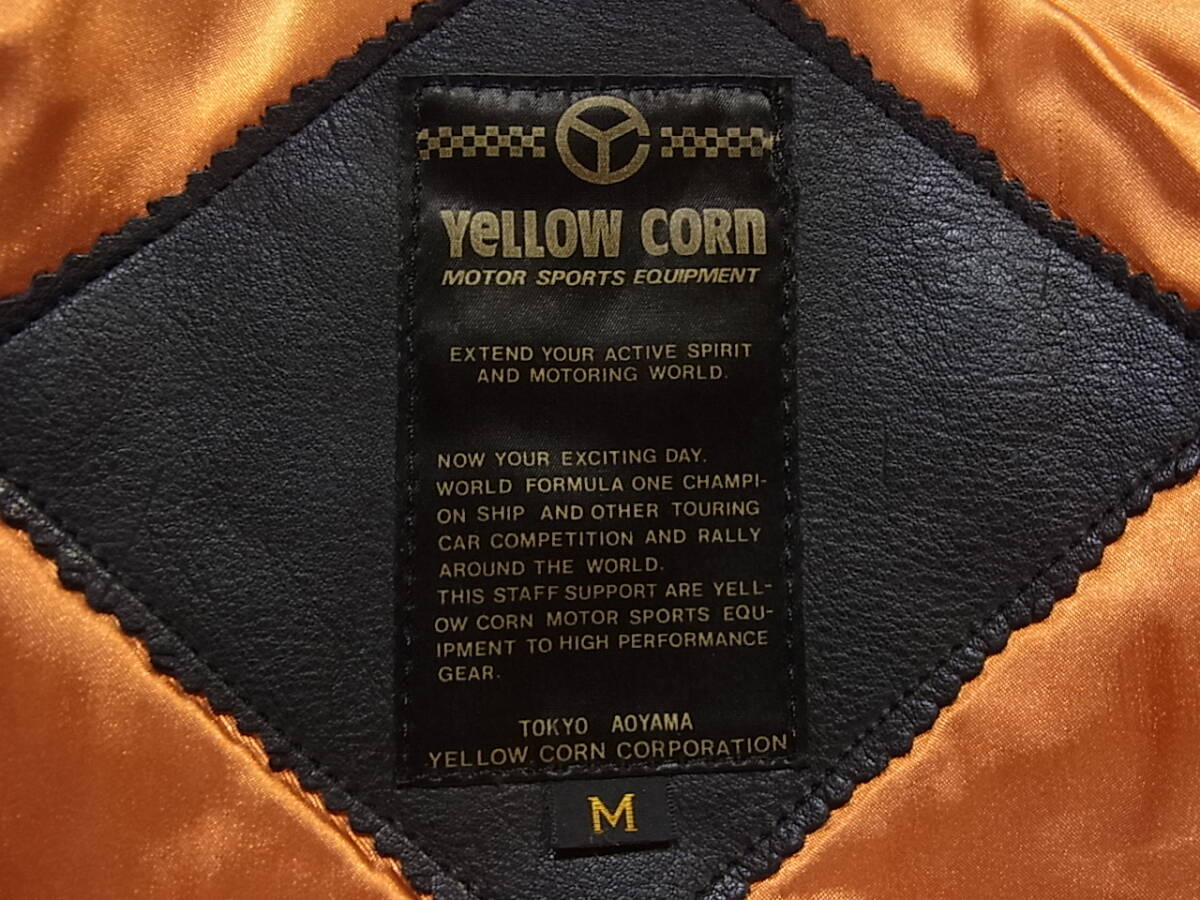 YeLLOW CORn
MOTOR SPORTS EQUIPMENT
EXTEND YOUR ACTIVE SPIRIT
AND MOTORING WORLD.
NOW YOUR EXCITING DAY.
WORLD FORMULA ONE CHAMPI-
ON SHIP AND OTHER TOURING
CAR COMPETITION AND RALLY
AROUND THE WORLD.
THIS STAFF SUPPORT ARE YELL-
OW CORN MOTOR SPORTS EQU-
IPMENT TO HIGH PERFORMANCE
GEAR.
TOKYO AOYAMA
YELLOW CORN CORPORATION
M